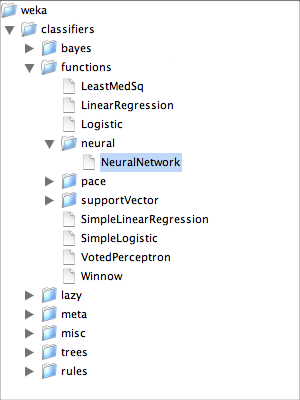 weka
classifiers
bayes
functions
LeastMedSq
LinearRegression
Logistic
neural
NeuralNetwork
pace
supportVector
SimpleLinearRegression
SimpleLogistic
VotedPerceptron
Winnow
lazy
meta
misc
trees
rules